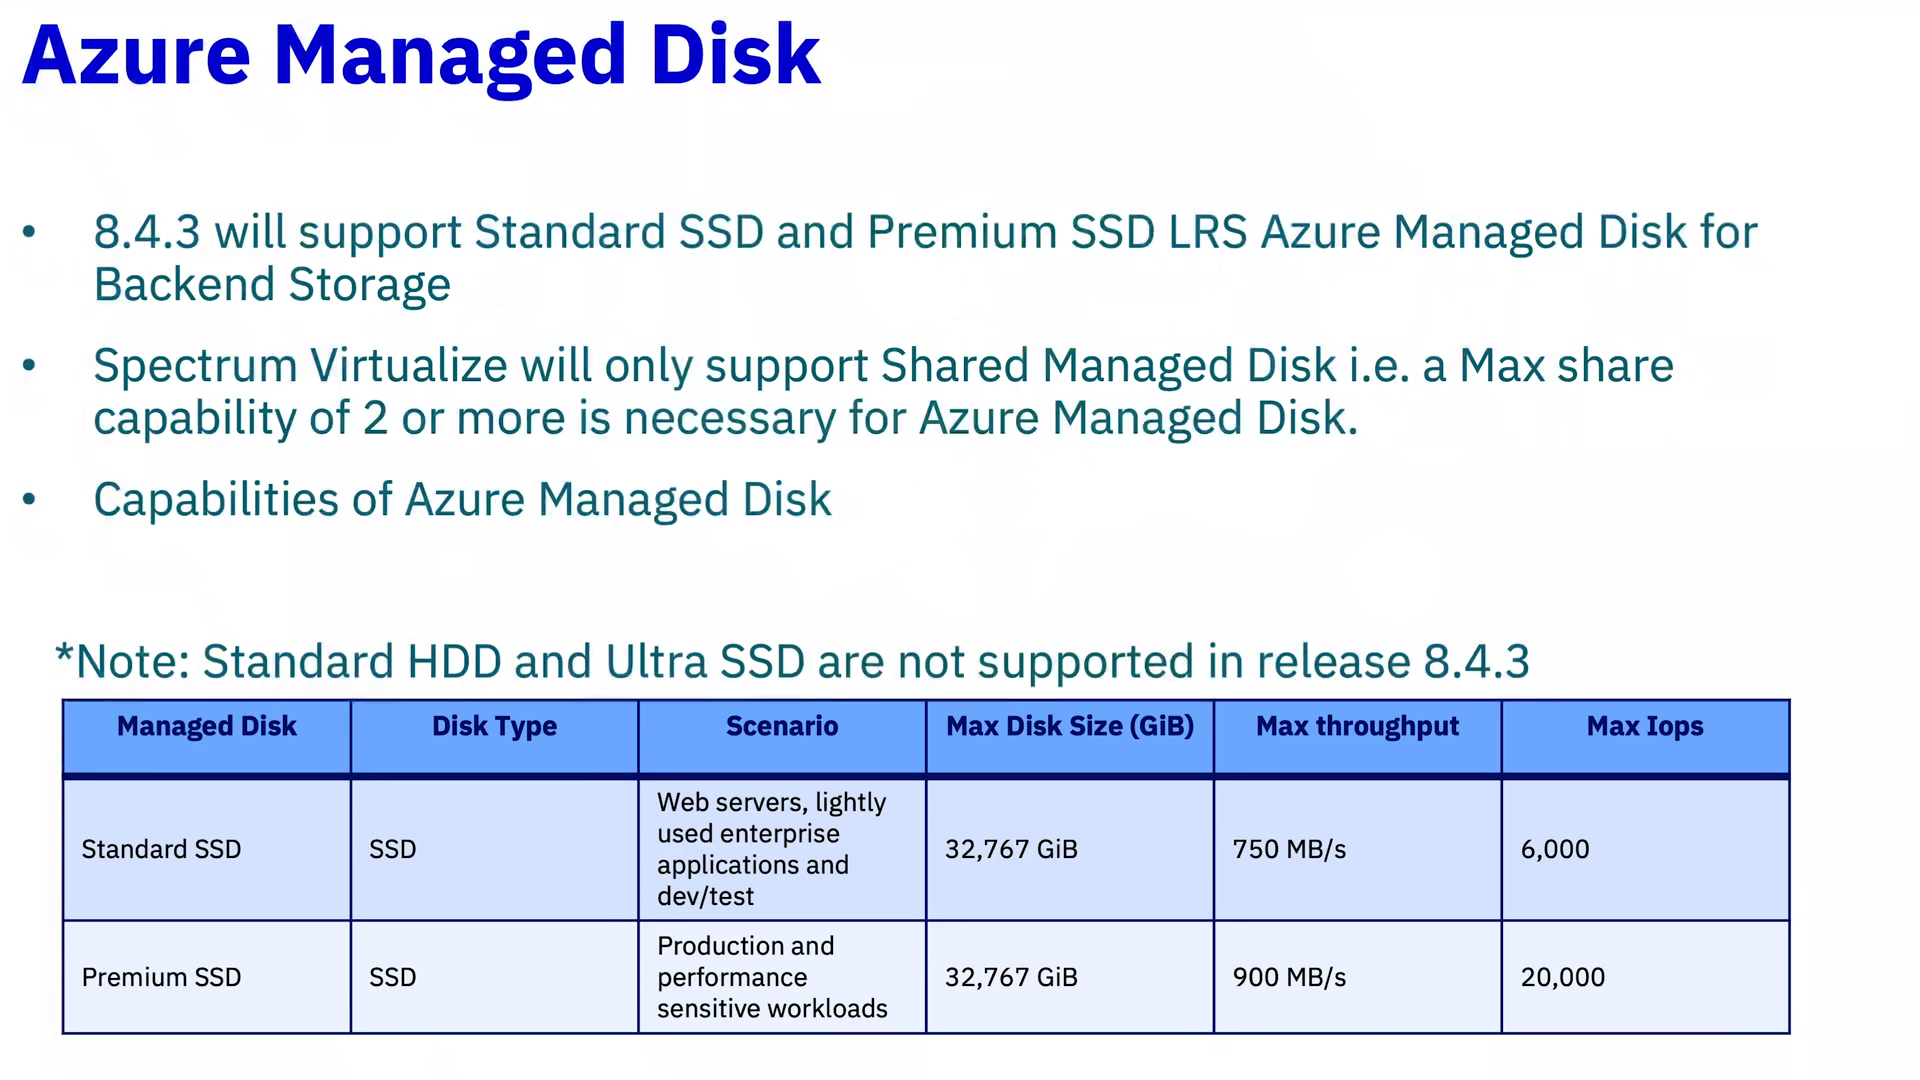 Azure Managed Disk
• 8.4.3 will support Standard SSD and Premium SSD LRS Azure Managed Disk for
Backend Storage
• Spectrum Virtualize will only support Shared Managed Disk i.e. a Max share
capability of 2 or more is necessary for Azure Managed Disk.
• Capabilities of Azure Managed Disk
*Note: Standard HDD and Ultra SSD are not supported in release 8.4.3
Managed Disk Disk Type Scenario Max Disk Size (GiB) Max throughput Max Iops
Standard SSD SSD Web servers, lightly
used enterprise
applications and
dev/test 32,767 GiB 750 MB/s 6,000
Premium SSD SSD Production and
performance
sensitive workloads 32,767 GiB 900 MB/s 20,000